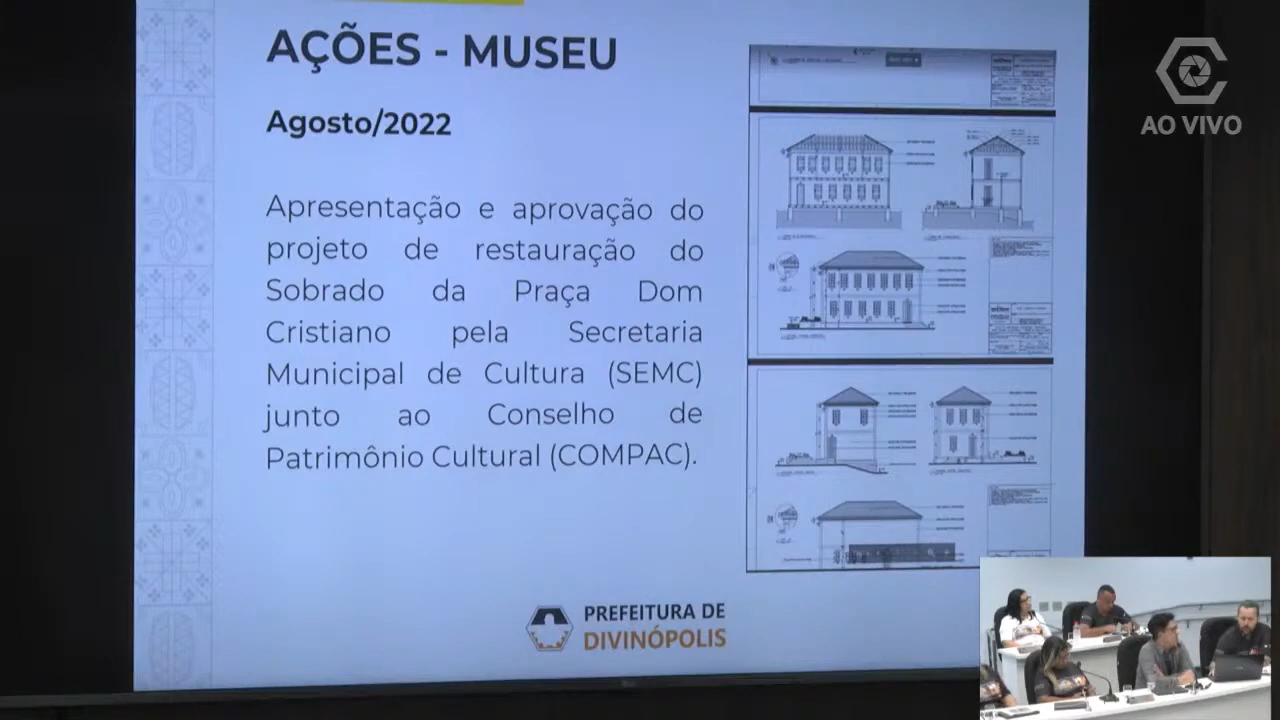 AÇÕES - MUSEU
AO VIVO
Agosto/2022
Apresentação e aprovação do
projeto de restauração do
Sobrado da Praça Dom
Cristiano pela Secretaria
Municipal de Cultura (SEMC)
junto ao Conselho de
Patrimônio Cultural (COMPAC).
PREFEITURA DE
DIVINÓPOLIS